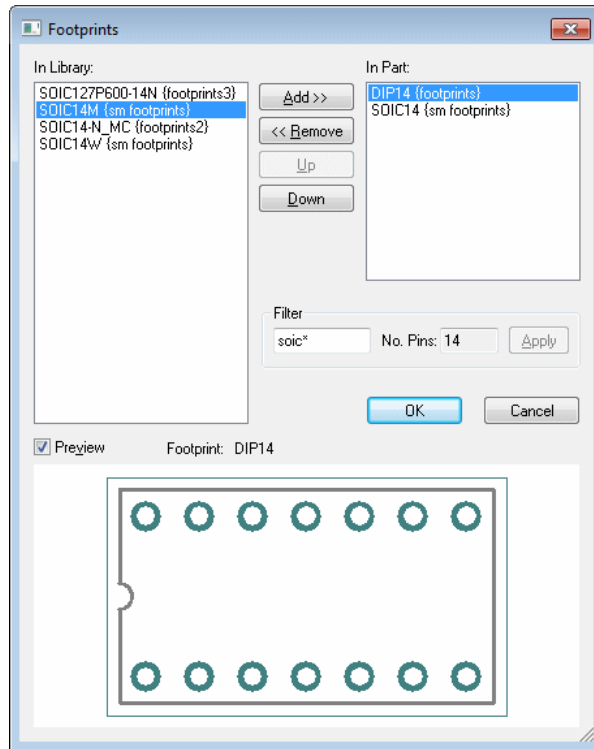 Footprints
In Library:
SOIC127P600-14N {footprints3}
SOIC14M {sm footprints}
SOIC14-N_MC {footprints2}
SOIC14W {sm footprints}
Add >>
<< Remove
Up
Down
In Part:
DIP14 {footprints}
SOIC14 {sm footprints}
Filter
soic*
No. Pins: 14
Apply
OK
Cancel
Preview
Footprint: DIP14